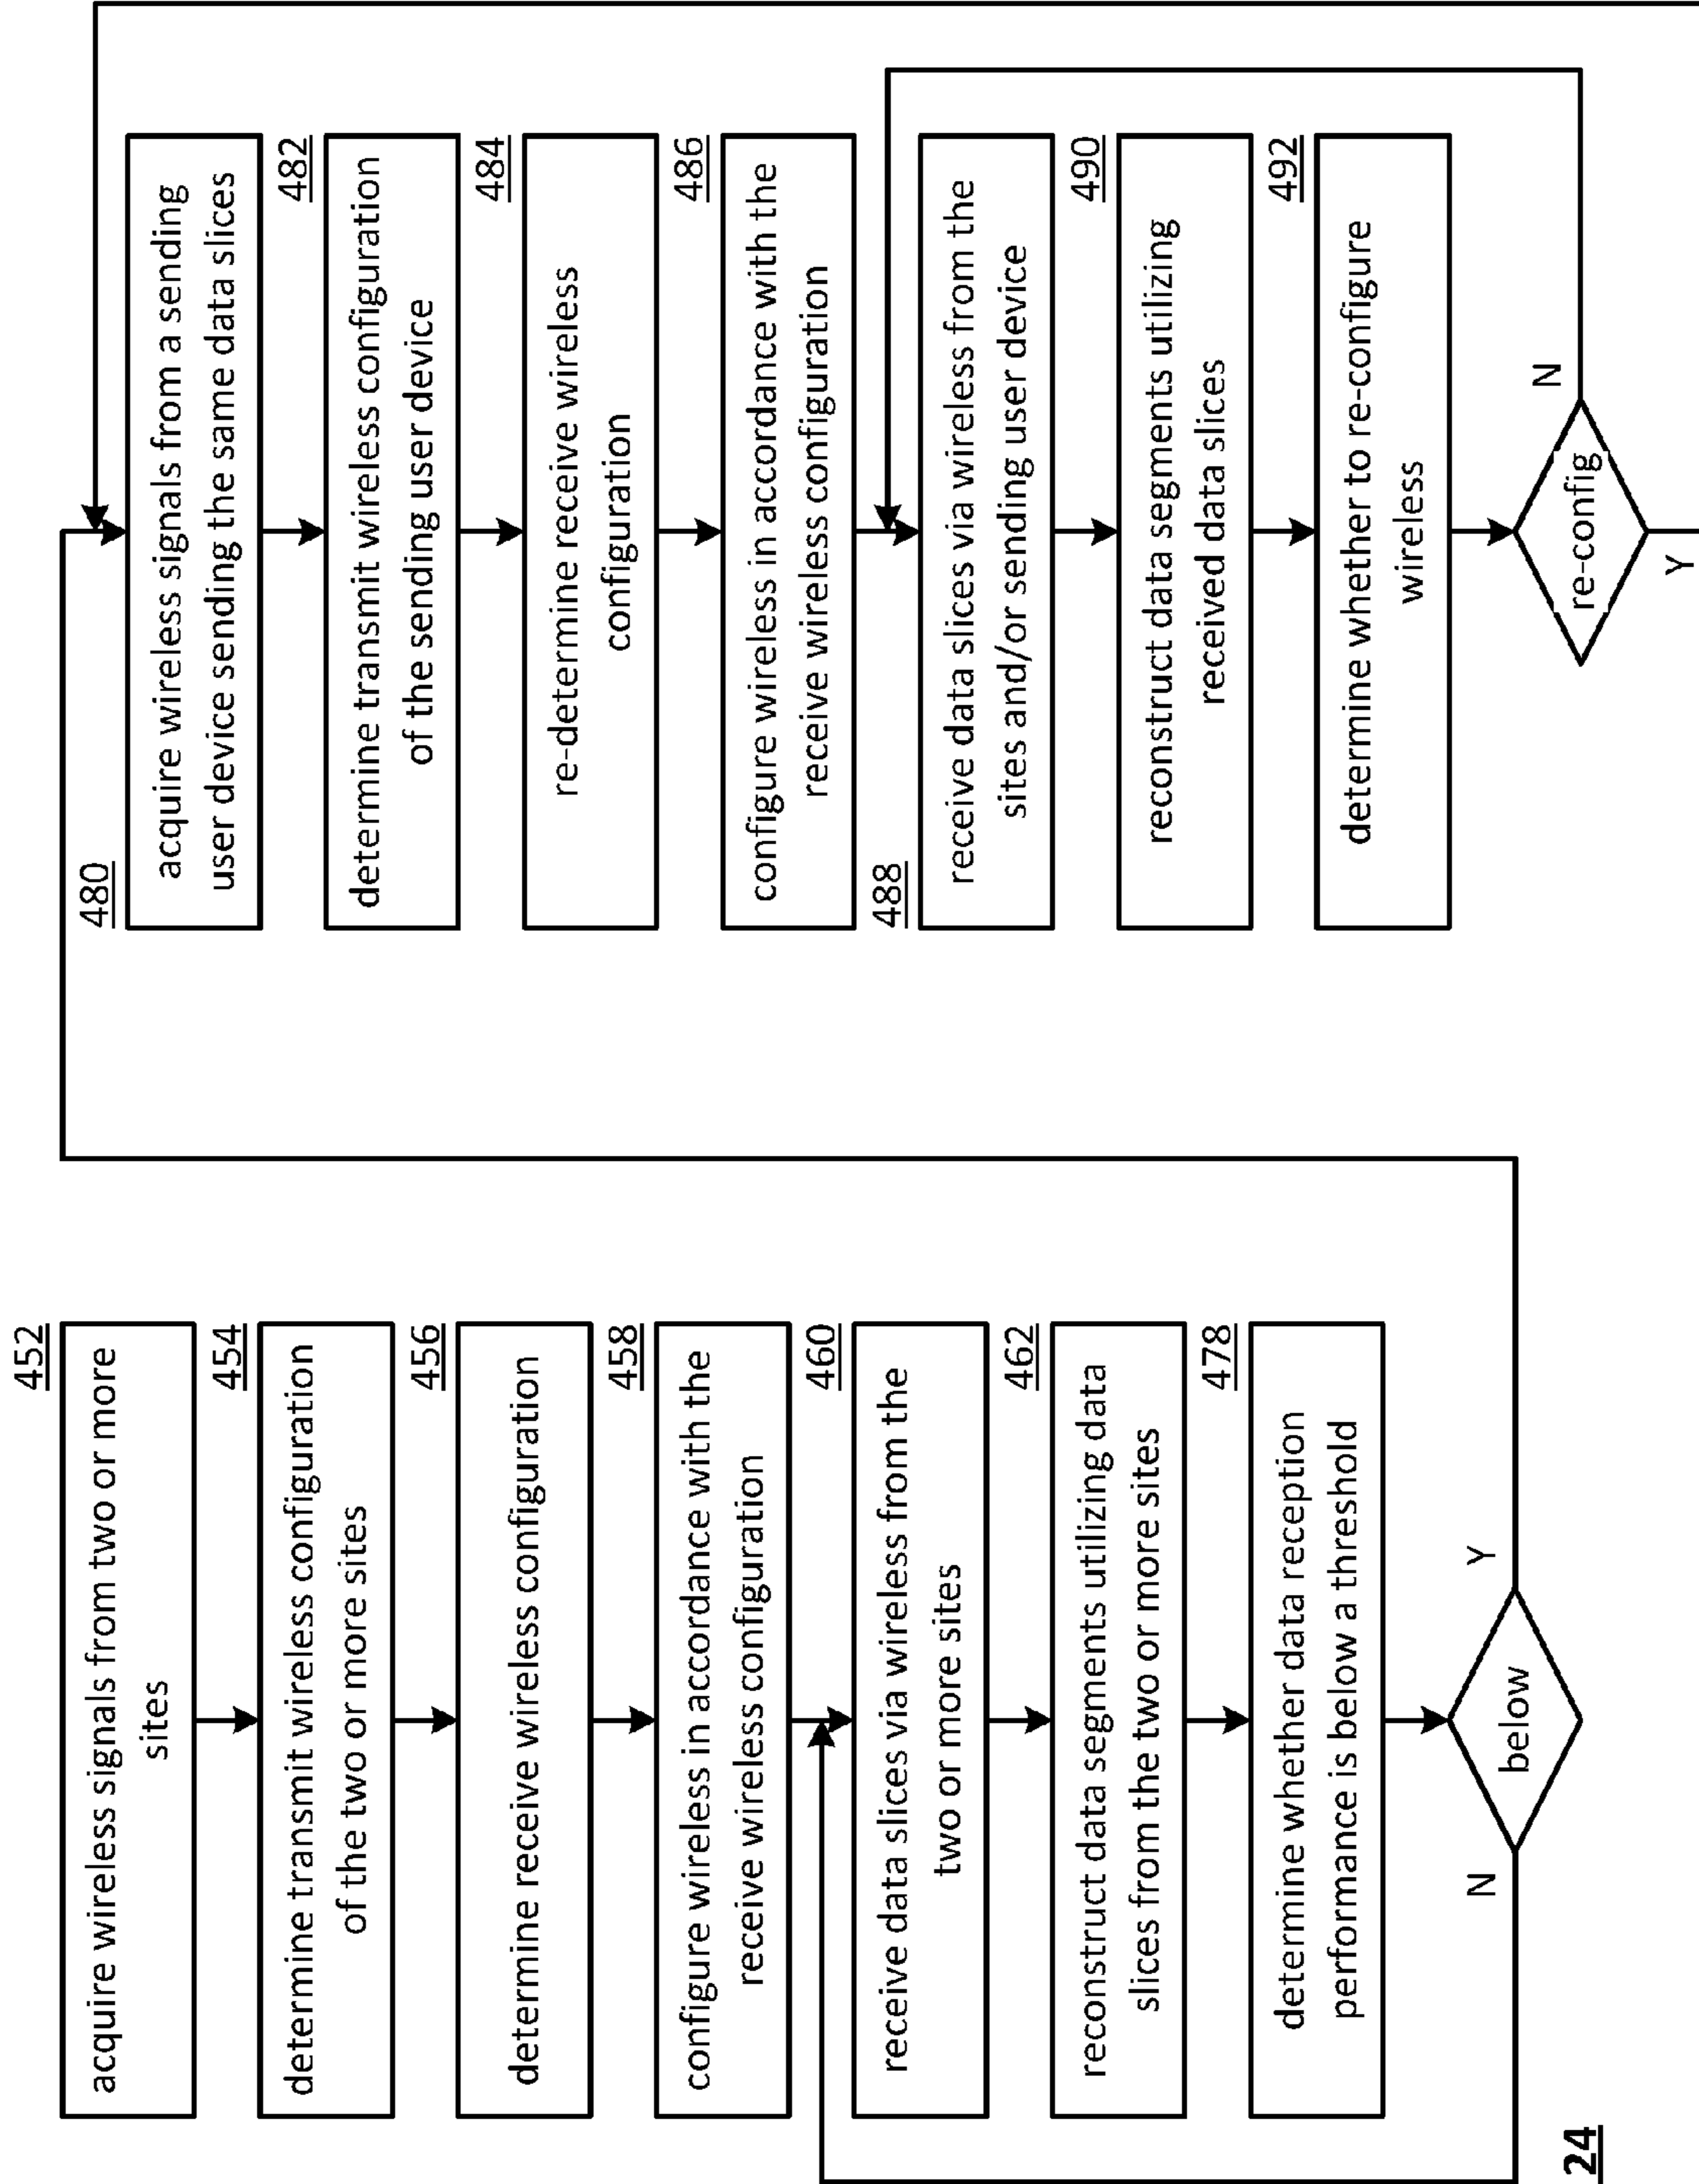 452
acquire wireless signals from two or more
sites
454
determine transmit wireless configuration
of the two or more sites
456
determine receive wireless configuration
458
configure wireless in accordance with the
receive wireless configuration
460
receive data slices via wireless from the
two or more sites
462
reconstruct data segments utilizing data
slices from the two or more sites
478
determine whether data reception
performance is below a threshold
N
below
Y
24
480
acquire wireless signals from a sending
user device sending the same data slices
482
determine transmit wireless configuration
of the sending user device
484
re-determine receive wireless
configuration
486
configure wireless in accordance with the
receive wireless configuration
488
receive data slices via wireless from the
sites and/or sending user device
490
reconstruct data segments utilizing
received data slices
492
determine whether to re-configure
wireless
re-config
N
Y